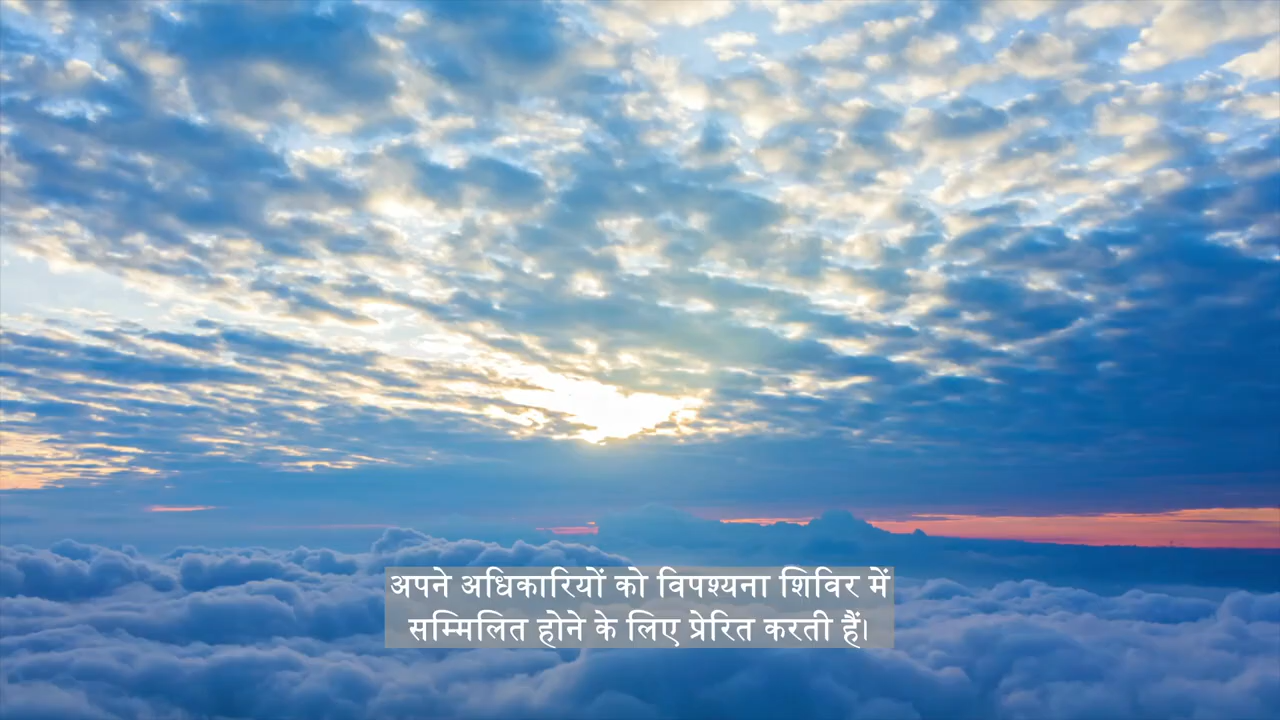 अपने अधिकारियों को विपश्यना शिविर में
सम्मिलित होने के लिए प्रेरित करती हैं।